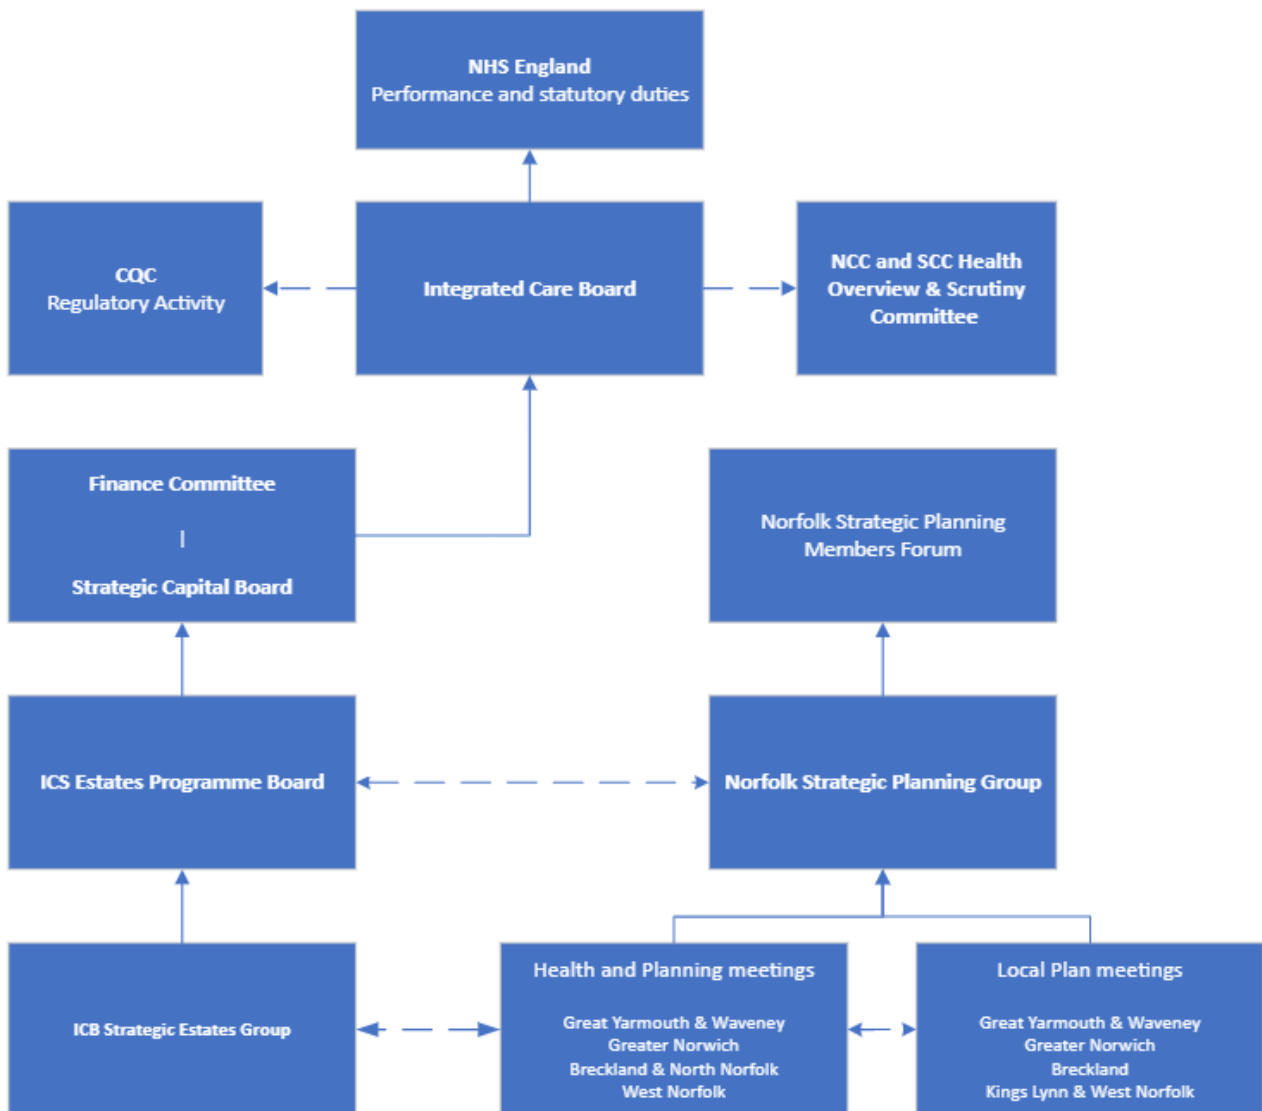 NHS England
Performance and statutory duties
CQC
Regulatory Activity
Integrated Care Board
NCC and SCC Health
Overview & Scrutiny
Committee
Finance Committee
|
Strategic Capital Board
Norfolk Strategic Planning
Members Forum
ICS Estates Programme Board
Norfolk Strategic Planning Group
ICB Strategic Estates Group
Health and Planning meetings
Great Yarmouth & Waveney
Greater Norwich
Breckland & North Norfolk
West Norfolk
Local Plan meetings
Great Yarmouth & Waveney
Greater Norwich
Breckland
Kings Lynn & West Norfolk